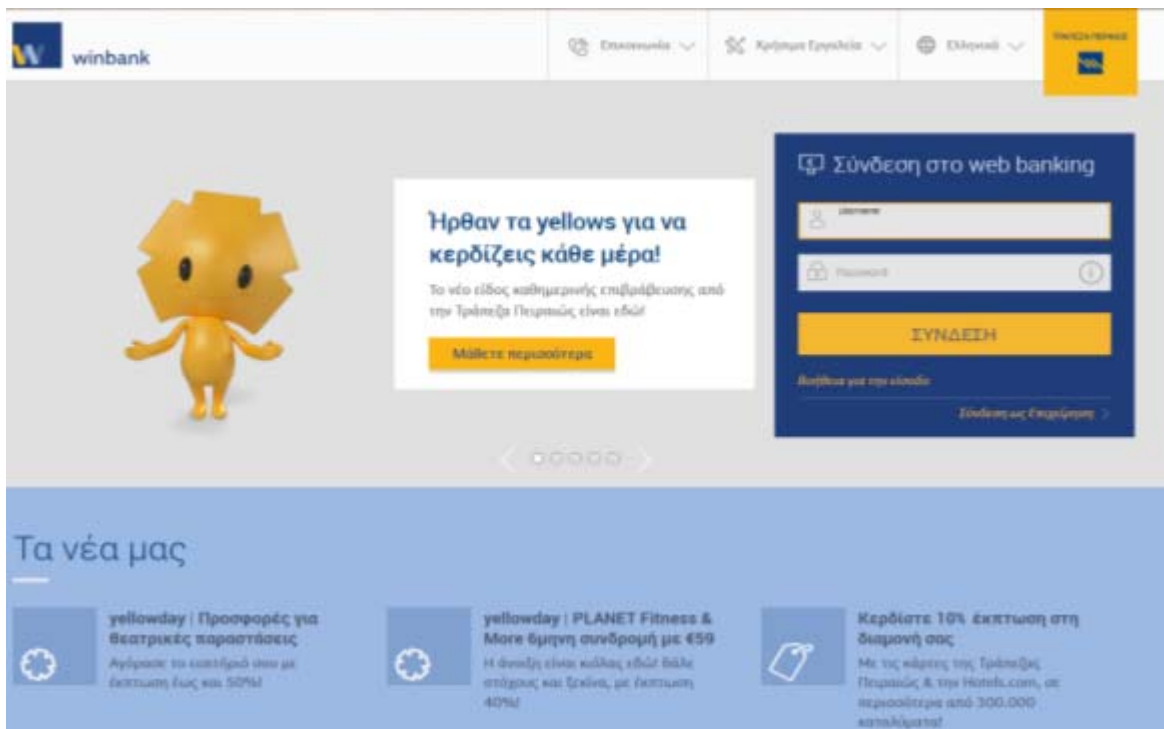 winbank
Επικοινωνία
Χρήσιμα Εργαλεία
Ελληνικά
ΤΡΑΠΕΖΑ ΠΕΙΡΑΙΩΣ
Σύνδεση στο web banking
Username
Password
ΣΥΝΔΕΣΗ
Βοήθεια για την είσοδο
Σύνδεση ως Επιχείρηση
Ήρθαν τα yellows για να
κερδίζεις κάθε μέρα!
Το νέο είδος καθημερινής επιβράβευσης από
την Τράπεζα Πειραιώς είναι εδώ!
Μάθετε περισσότερα
Τα νέα μας
yellowday | Προσφορές για
θεατρικές παραστάσεις
Αγόρασε το εισιτήριό σου με
έκπτωση έως και 50%!
yellowday | PLANET Fitness &
More 6μηνη συνδρομή με €59
Η άνοιξη είναι κιόλας εδώ! Βάλε
στόχους και ξεκίνα, με έκπτωση
40%!
Κερδίστε 10% έκπτωση στη
διαμονή σας
Με τις κάρτες της Τράπεζας
Πειραιώς & την Hotels.com, σε
περισσότερα από 300.000
καταλύματα!